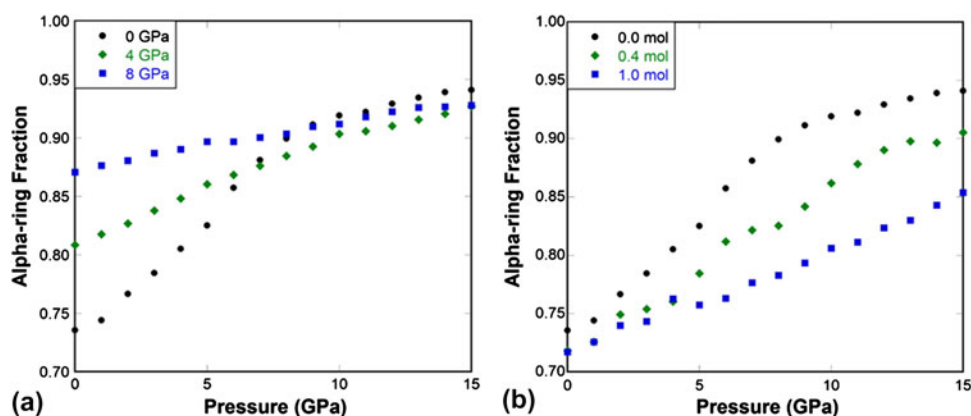 1.00
0 GPa
4 GPa
8 GPa
0.95
0.90
0.85
0.80
0.75
0.70
Alpha-ring Fraction
0 5 10 15
(a) Pressure (GPa)
1.00
0.0 mol
0.4 mol
1.0 mol
0.95
0.90
0.85
0.80
0.75
0.70
Alpha-ring Fraction
0 5 10 15
(b) Pressure (GPa)